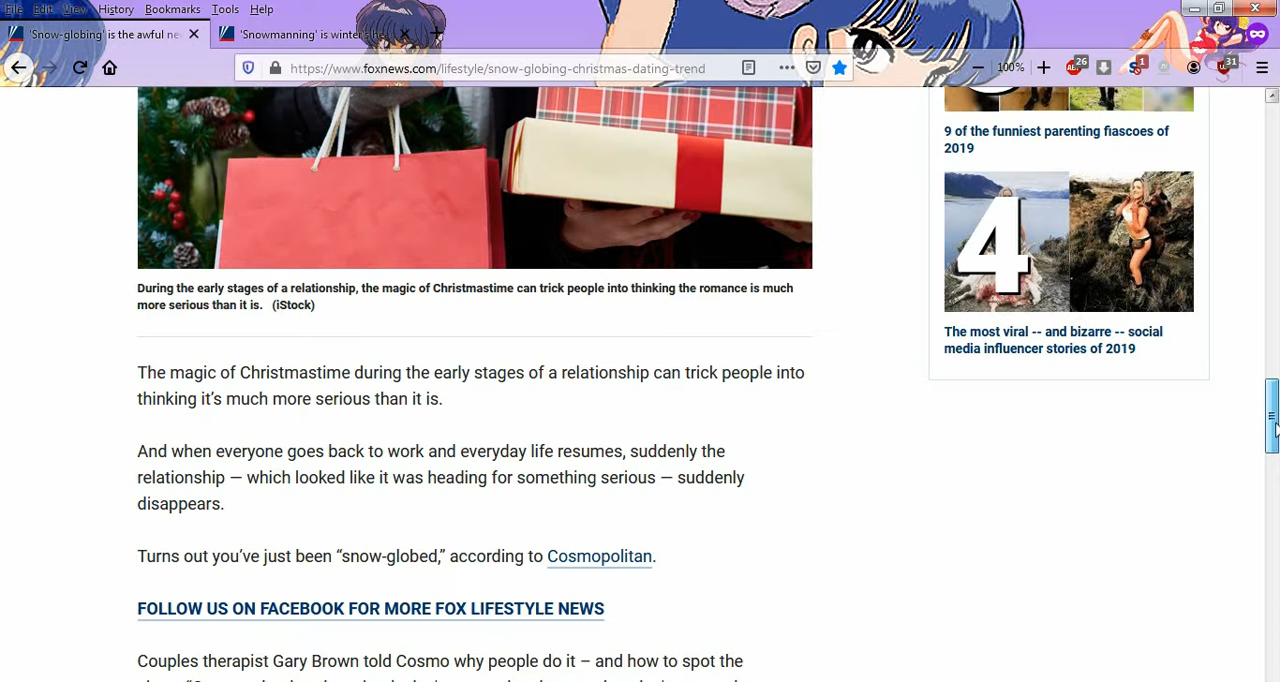 File Edit View History Bookmarks Tools Help
'Snow-globing' is the awful ne
'Snowmanning' is winter's
https://www.foxnews.com/lifestyle/snow-globing-christmas-dating-trend
100%
26
1
31
9 of the funniest parenting fiascoes of
2019
4
The most viral -- and bizarre -- social
media influencer stories of 2019
During the early stages of a relationship, the magic of Christmastime can trick people into thinking the romance is much
more serious than it is. (iStock)
The magic of Christmastime during the early stages of a relationship can trick people into
thinking it's much more serious than it is.
And when everyone goes back to work and everyday life resumes, suddenly the
relationship — which looked like it was heading for something serious — suddenly
disappears.
Turns out you've just been “snow-globed,” according to Cosmopolitan.
FOLLOW US ON FACEBOOK FOR MORE FOX LIFESTYLE NEWS
Couples therapist Gary Brown told Cosmo why people do it – and how to spot the